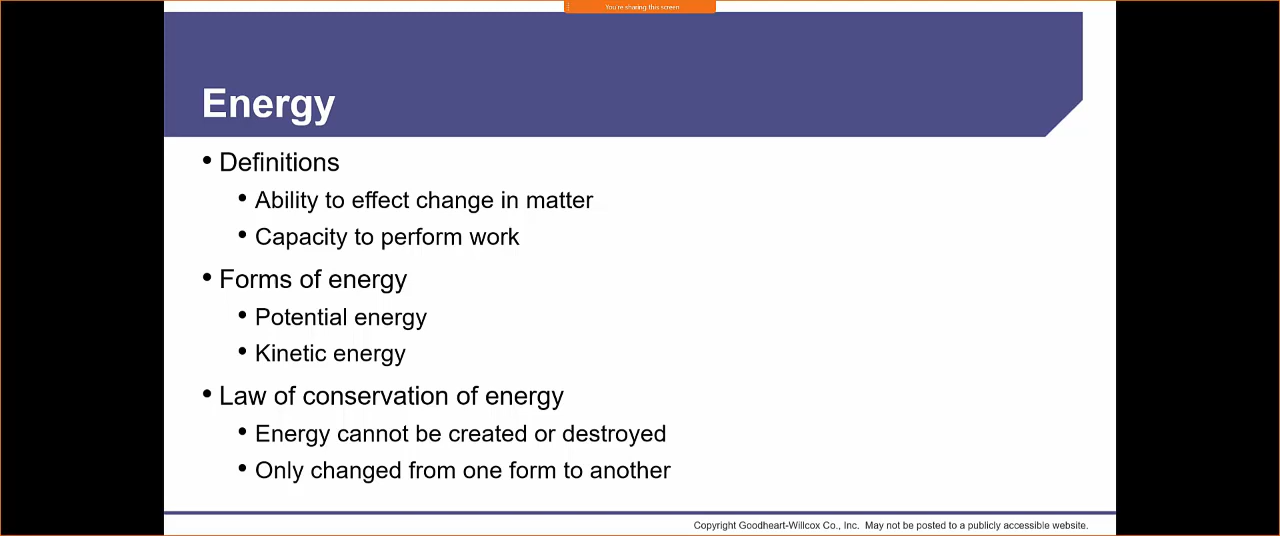 You're sharing this screen
Energy
• Definitions
• Ability to effect change in matter
• Capacity to perform work
• Forms of energy
• Potential energy
• Kinetic energy
• Law of conservation of energy
• Energy cannot be created or destroyed
• Only changed from one form to another
Copyright Goodheart-Willcox Co., Inc.  May not be posted to a publicly accessible website.